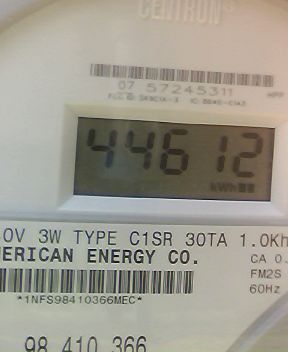 CENTRON®
07 57245311
44612
kWh
0V 3W TYPE C1SR 30TA 1.0Kh
ERICAN ENERGY CO.
CA 0.
FM2S
60Hz
*1NFS98410366MEC*
98 410 366